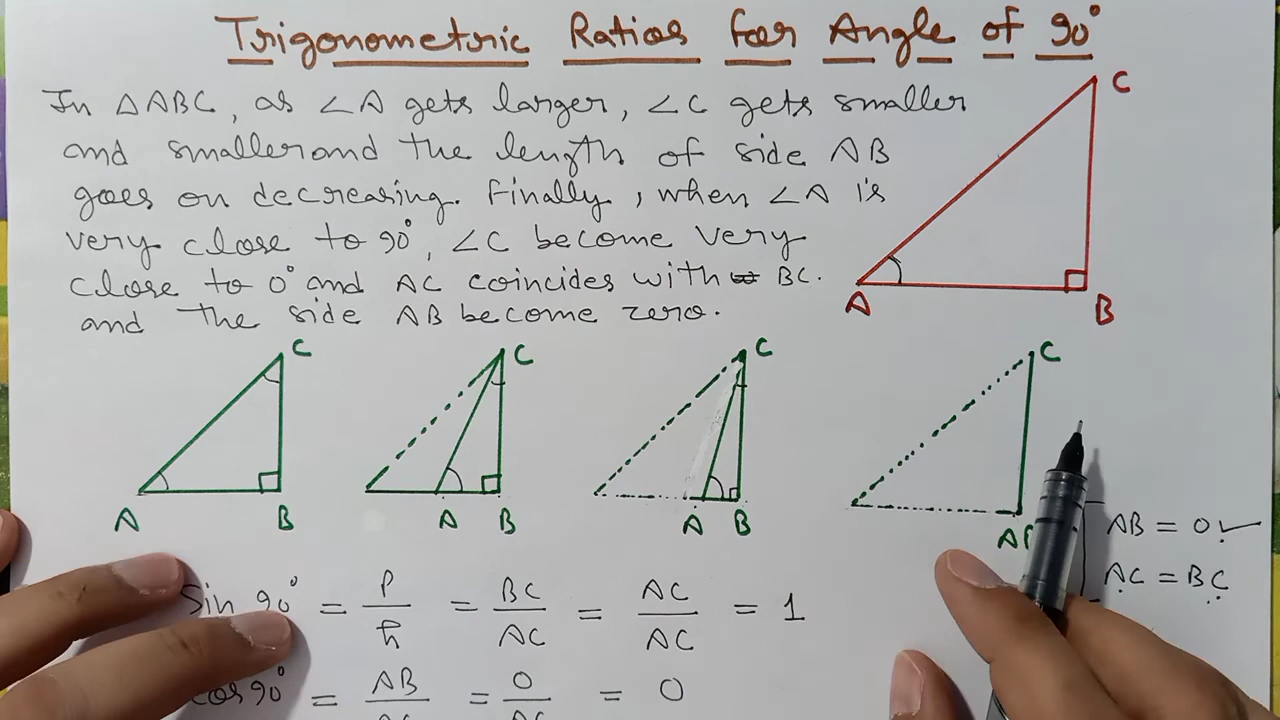 Trigonometric Ratios for Angle of 90°
In △ABC, as ∠A gets larger, ∠C gets smaller
and smaller and the length of side AB
goes on decreasing. Finally, when ∠A is
very close to 90°, ∠C become very
close to 0° and AC coincides with BC.
and the side AB become zero.
C
A
B
C
A
B
C
A
B
C
A
B
C
AB = 0 ✓
AC = BC
Sin 90° = P/h = BC/AC = AC/AC = 1
cos 90° = AB/AC = 0/AC = 0